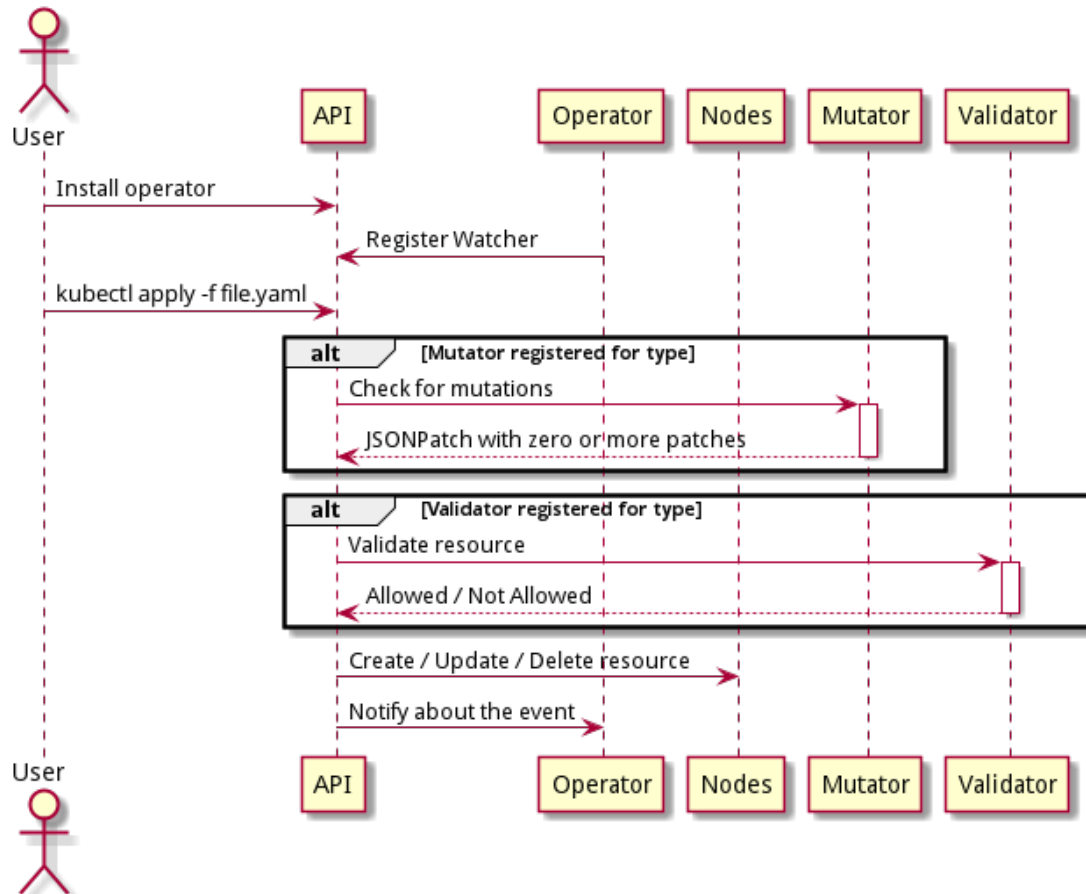 User
API
Operator
Nodes
Mutator
Validator
Install operator
Register Watcher
kubectl apply -f file.yaml
alt
[Mutator registered for type]
Check for mutations
JSONPatch with zero or more patches
alt
[Validator registered for type]
Validate resource
Allowed / Not Allowed
Create / Update / Delete resource
Notify about the event
User
API
Operator
Nodes
Mutator
Validator